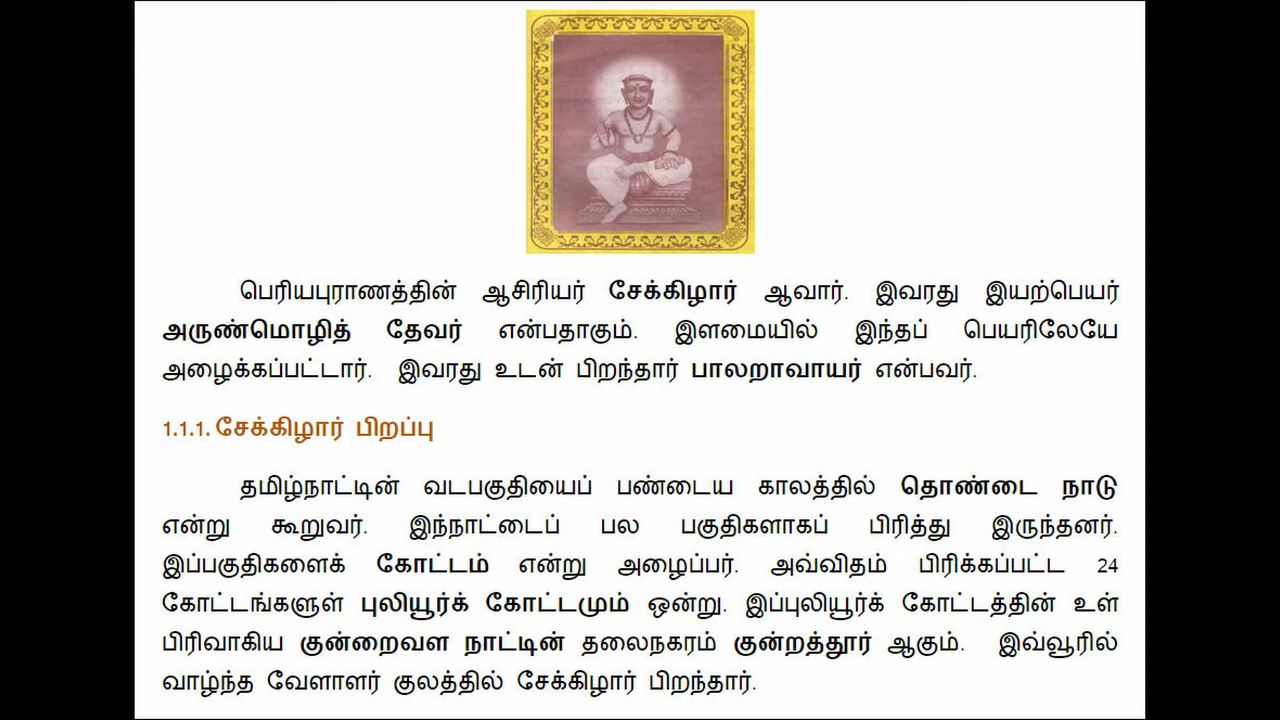 பெரியபுராணத்தின் ஆசிரியர் சேக்கிழார் ஆவார். இவரது இயற்பெயர்
அருண்மொழித் தேவர் என்பதாகும். இளமையில் இந்தப் பெயரிலேயே
அழைக்கப்பட்டார். இவரது உடன் பிறந்தார் பாலறாவாயர் என்பவர்.
1.1.1. சேக்கிழார் பிறப்பு
தமிழ்நாட்டின் வடபகுதியைப் பண்டைய காலத்தில் தொண்டை நாடு
என்று கூறுவர். இந்நாட்டைப் பல பகுதிகளாகப் பிரித்து இருந்தனர்.
இப்பகுதிகளைக் கோட்டம் என்று அழைப்பர். அவ்விதம் பிரிக்கப்பட்ட 24
கோட்டங்களுள் புலியூர்க் கோட்டமும் ஒன்று. இப்புலியூர்க் கோட்டத்தின் உள்
பிரிவாகிய குன்றைவள நாட்டின் தலைநகரம் குன்றத்தூர் ஆகும். இவ்வூரில்
வாழ்ந்த வேளாளர் குலத்தில் சேக்கிழார் பிறந்தார்.